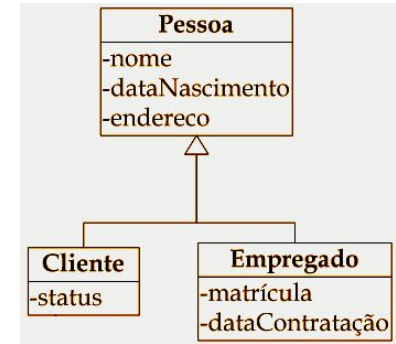 Pessoa
-nome
-dataNascimento
-endereco
Cliente
-status
Empregado
-matrícula
-dataContratação